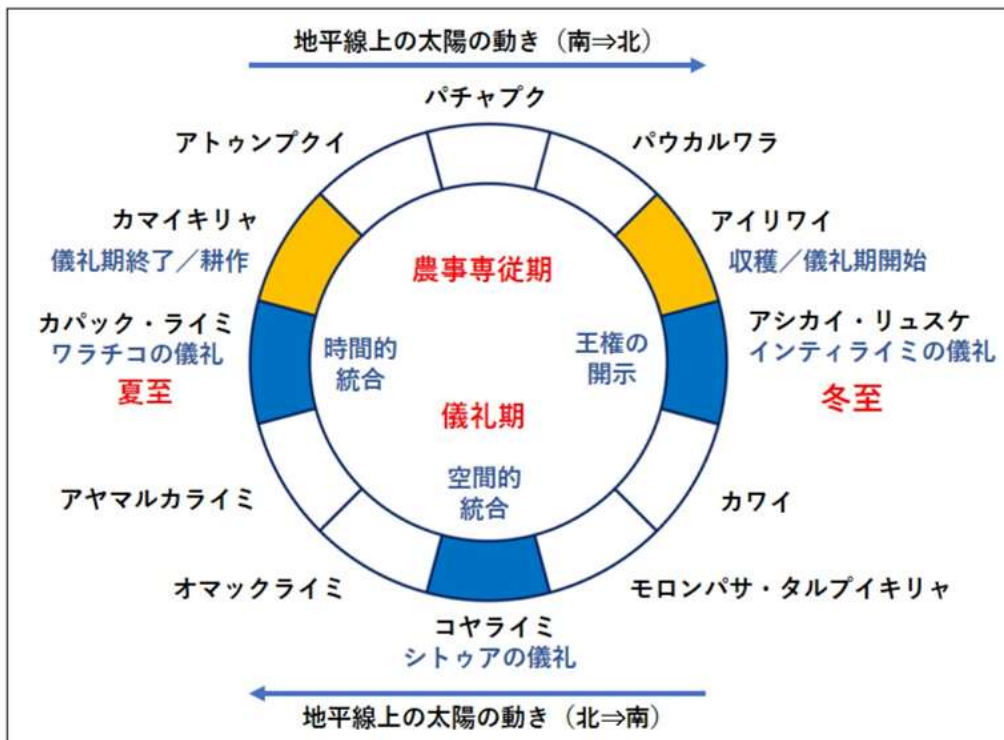 地平線上の太陽の動き（南⇒北）
パチャプク
アトゥンプクイ
パウカルワラ
カマイキリャ
儀礼期終了／耕作
アイリワイ
収穫／儀礼期開始
農事専従期
カパック・ライミ
ワラチコの儀礼
夏至
時間的
統合
王権の
開示
アシカイ・リュスケ
インティライミの儀礼
冬至
儀礼期
空間的
統合
アヤマルカライミ
カワイ
オマックライミ
モロンパサ・タルプイキリャ
コヤライミ
シトゥアの儀礼
地平線上の太陽の動き（北⇒南）